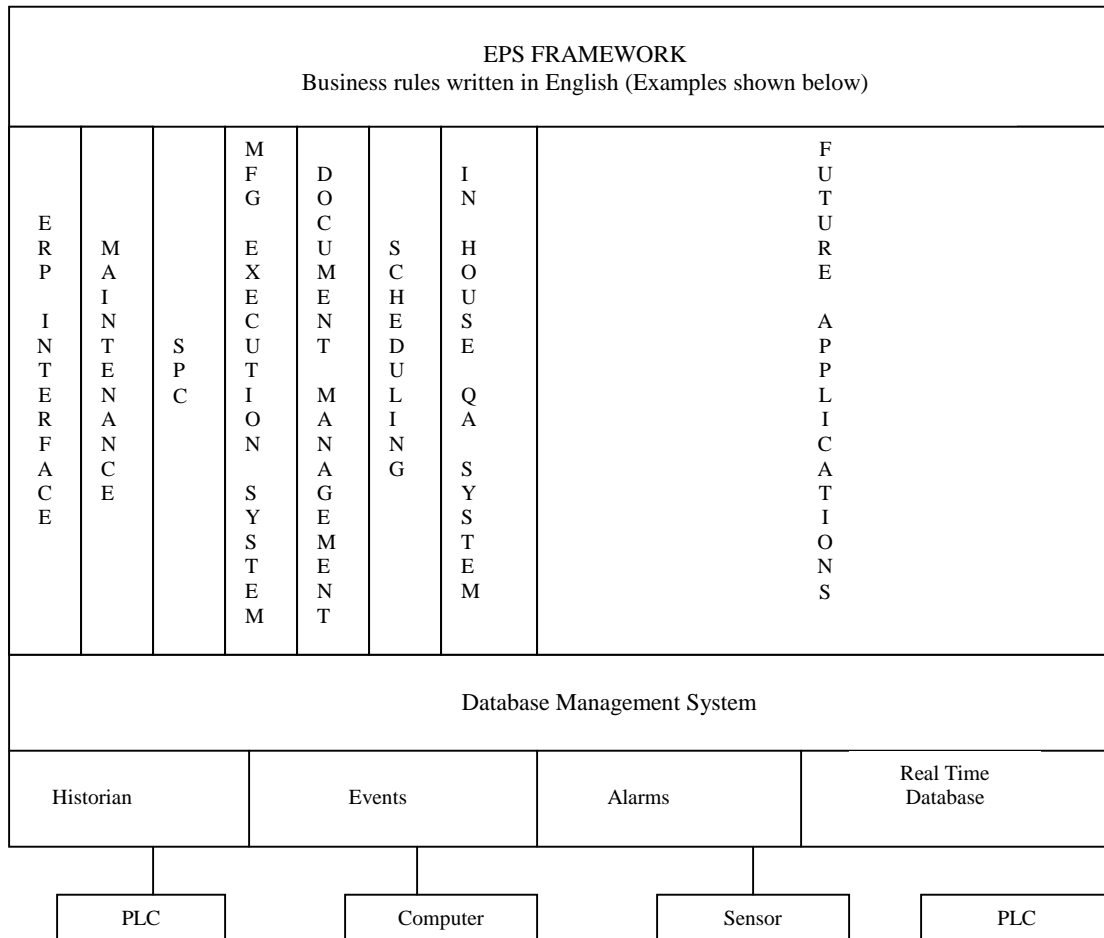 EPS FRAMEWORK
Business rules written in English (Examples shown below)
ERP INTERFACE
MAINTENANCE
SPC
MFG EXECUTION SYSTEM
DOCUMENT MANAGEMENT
SCHEDULING
IN HOUSE QA SYSTEM
FUTURE APPLICATIONS
Database Management System
Historian
Events
Alarms
Real Time
Database
PLC
Computer
Sensor
PLC